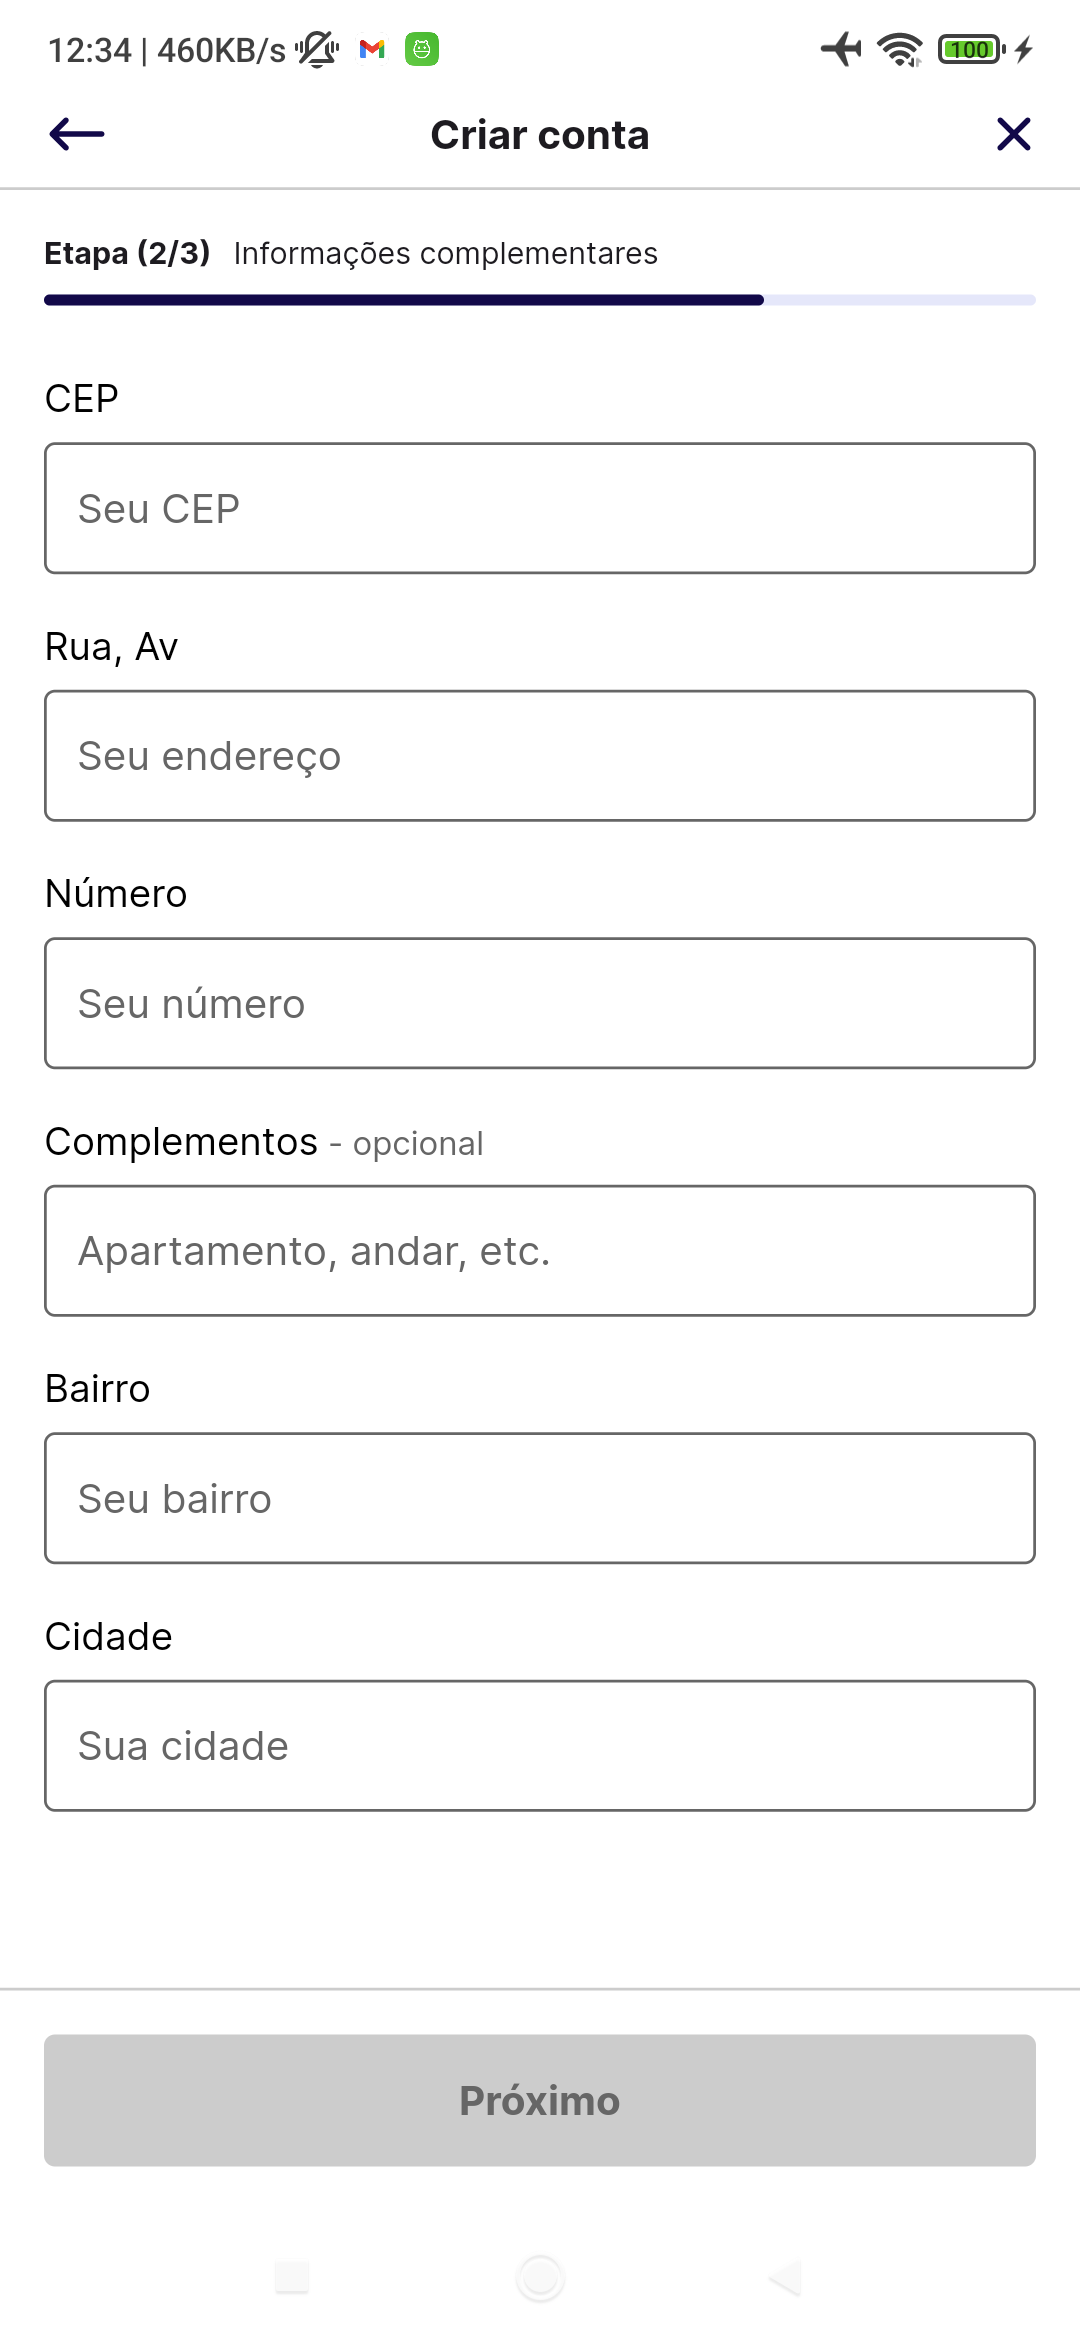 12:34 | 460KB/s 100
Criar conta
Etapa (2/3) Informações complementares
CEP
Seu CEP
Rua, Av
Seu endereço
Número
Seu número
Complementos - opcional
Apartamento, andar, etc.
Bairro
Seu bairro
Cidade
Sua cidade
Próximo